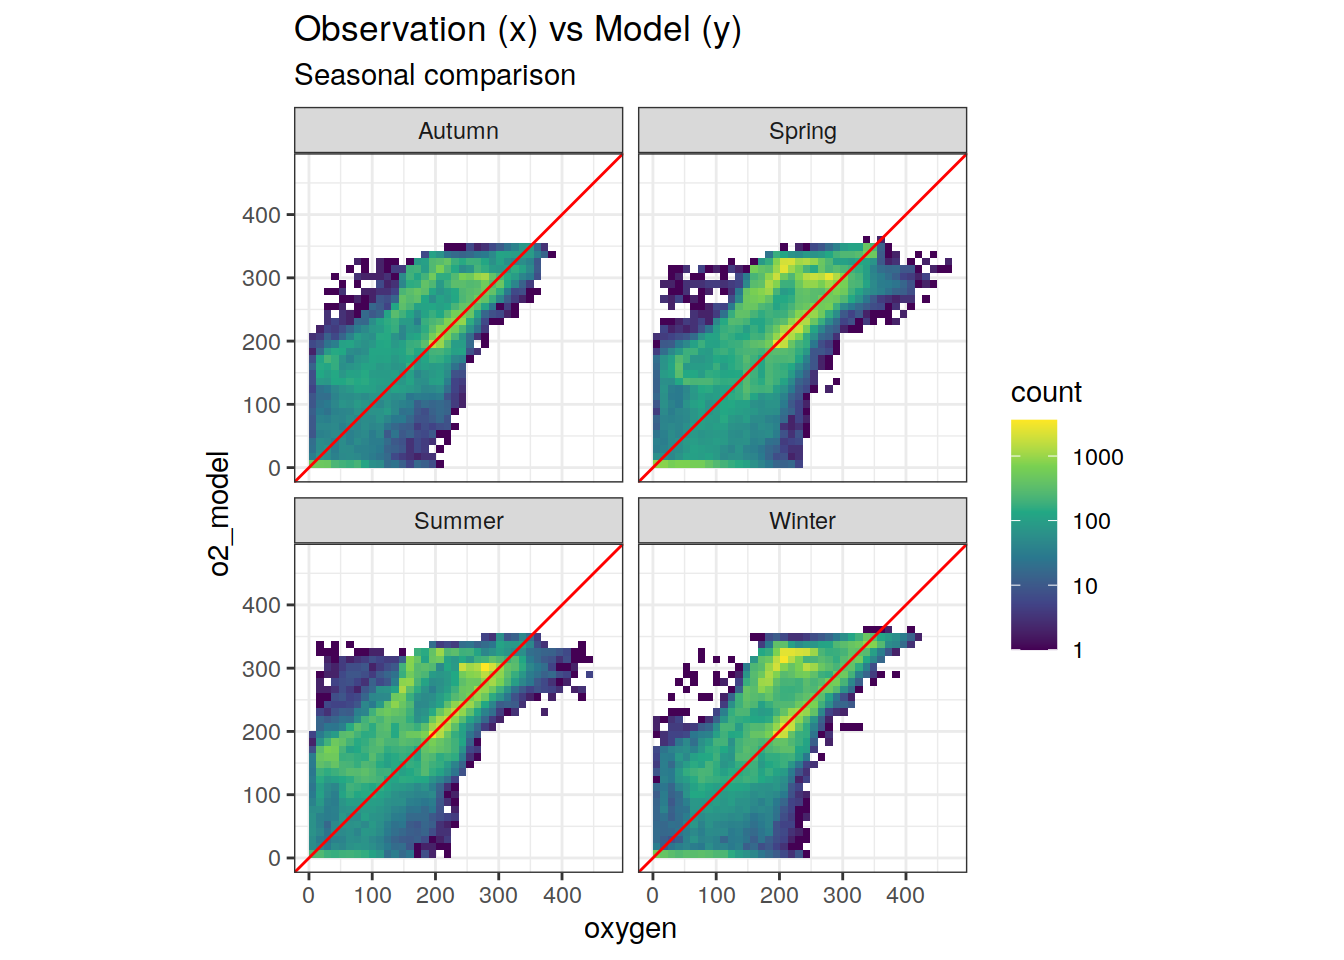 Observation (x) vs Model (y)
Seasonal comparison
Autumn
Spring
400
300
200
100
0
Summer
Winter
400
300
200
100
0
0 100 200 300 400
0 100 200 300 400
oxygen
o2_model
count
1000
100
10
1